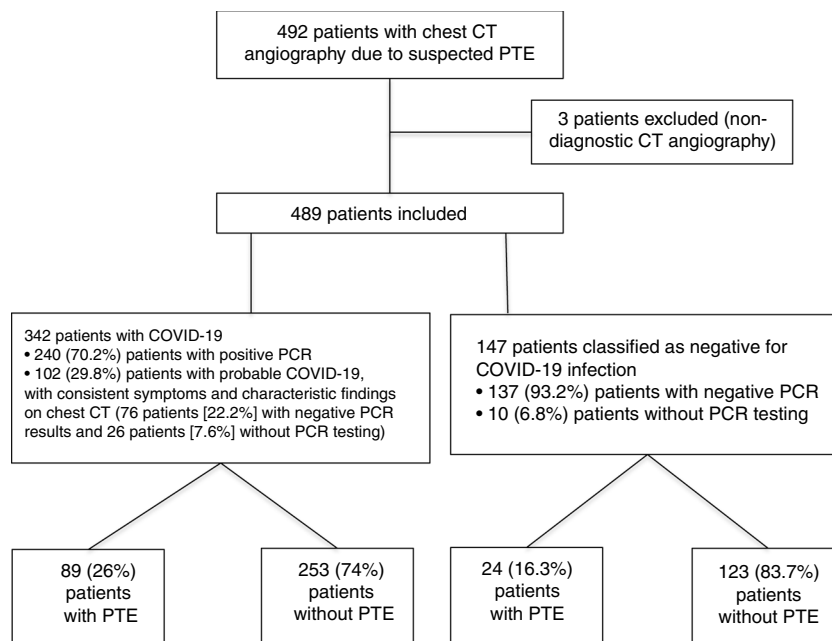 492 patients with chest CT
angiography due to suspected PTE
3 patients excluded (non-
diagnostic CT angiography)
489 patients included
342 patients with COVID-19
• 240 (70.2%) patients with positive PCR
• 102 (29.8%) patients with probable COVID-19,
with consistent symptoms and characteristic findings
on chest CT (76 patients [22.2%] with negative PCR
results and 26 patients [7.6%] without PCR testing)
147 patients classified as negative for
COVID-19 infection
• 137 (93.2%) patients with negative PCR
• 10 (6.8%) patients without PCR testing
89 (26%)
patients
with PTE
253 (74%)
patients
without PTE
24 (16.3%)
patients
with PTE
123 (83.7%)
patients
without PTE